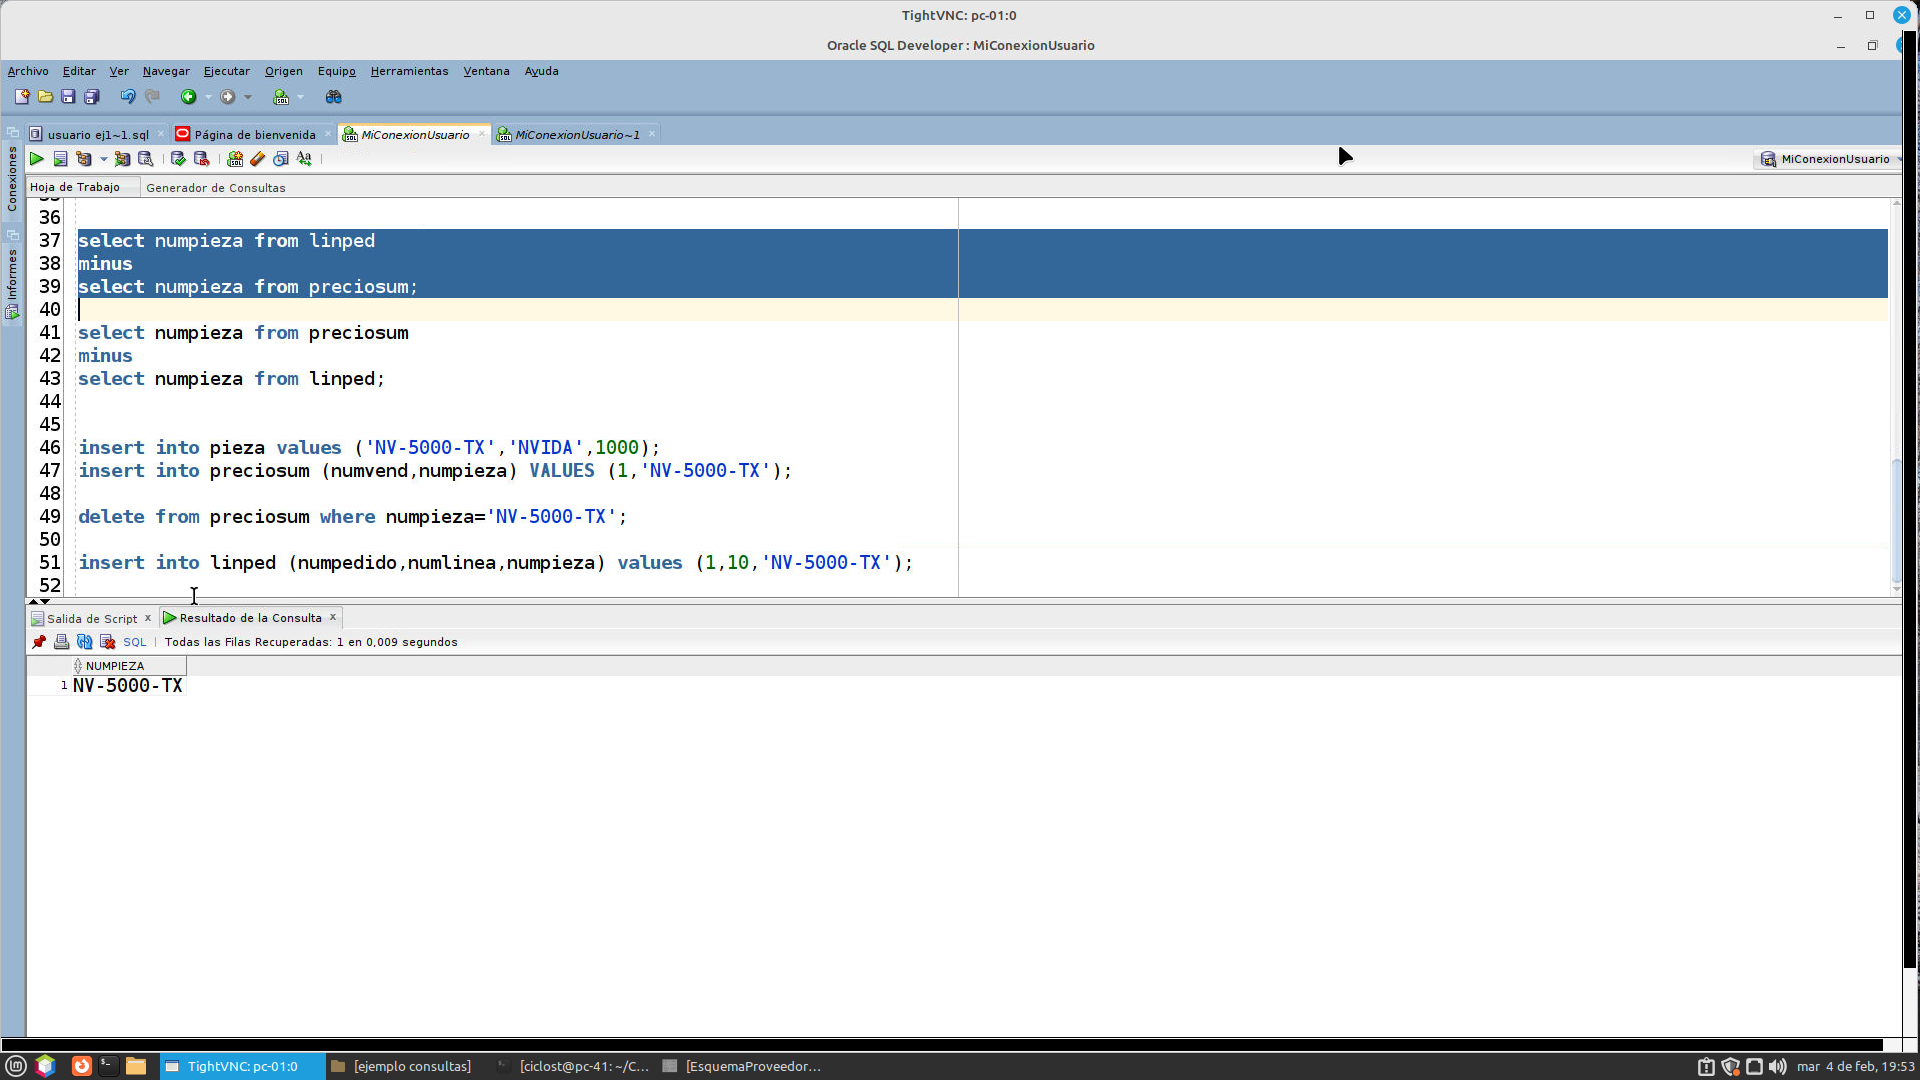 TightVNC: pc-01:0
Oracle SQL Developer : MiConexionUsuario
Archivo Editar Ver Navegar Ejecutar Origen Equipo Herramientas Ventana Ayuda
usuario ej1~1.sql Página de bienvenida MiConexionUsuario MiConexionUsuario~1
MiConexionUsuario
Conexiones
Informes
Hoja de Trabajo Generador de Consultas
35
36
37 select numpieza from linped
38 minus
39 select numpieza from preciosum;
40
41 select numpieza from preciosum
42 minus
43 select numpieza from linped;
44
45
46 insert into pieza values ('NV-5000-TX','NVIDA',1000);
47 insert into preciosum (numvend,numpieza) VALUES (1,'NV-5000-TX');
48
49 delete from preciosum where numpieza='NV-5000-TX';
50
51 insert into linped (numpedido,numlinea,numpieza) values (1,10,'NV-5000-TX');
52
Salida de Script x Resultado de la Consulta x
SQL | Todas las Filas Recuperadas: 1 en 0,009 segundos
NUMPIEZA
1 NV-5000-TX
TightVNC: pc-01:0 [ejemplo consultas] [ciclost@pc-41: ~/C... [EsquemaProveedor... mar 4 de feb, 19:53